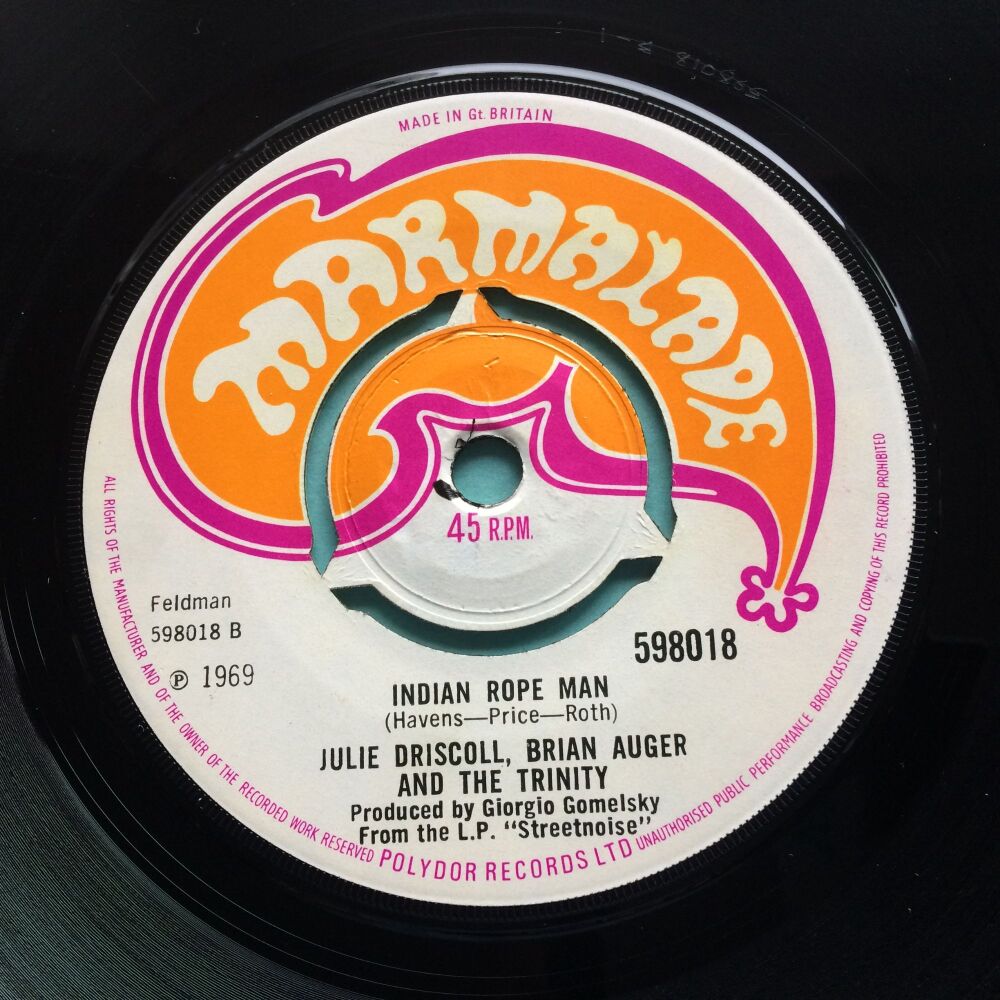 MADE IN Gt. BRITAIN
MARMALADE
45 R.P.M.
Feldman
598018 B
℗ 1969
598018
INDIAN ROPE MAN
(Havens—Price—Roth)
JULIE DRISCOLL, BRIAN AUGER
AND THE TRINITY
Produced by Giorgio Gomelsky
From the L.P. "Streetnoise"
ALL RIGHTS OF THE MANUFACTURER AND OF THE OWNER OF THE RECORDED WORK RESERVED
POLYDOR RECORDS LTD
UNAUTHORISED PUBLIC PERFORMANCE BROADCASTING AND COPYING OF THIS RECORD PROHIBITED